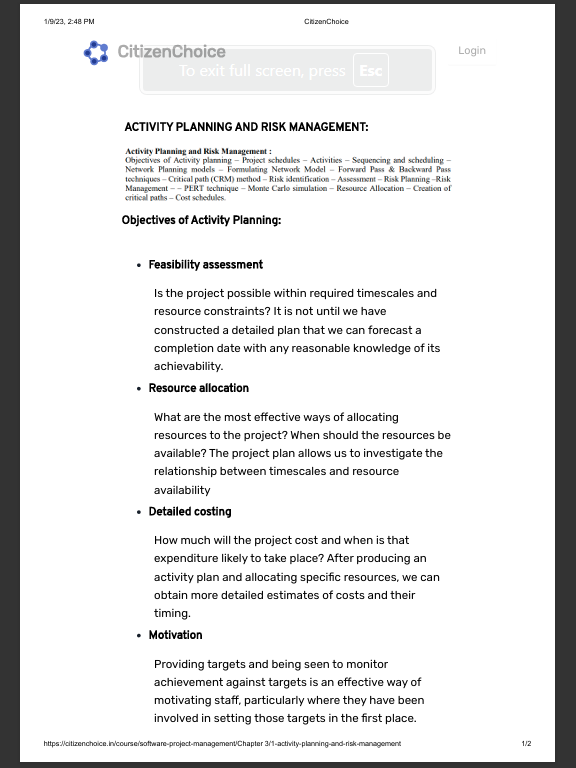 1/9/23, 2:48 PM CitizenChoice
CitizenChoice
Login
To exit full screen, press Esc
ACTIVITY PLANNING AND RISK MANAGEMENT:
Activity Planning and Risk Management :
Objectives of Activity planning – Project schedules – Activities – Sequencing and scheduling –
Network Planning models – Formulating Network Model – Forward Pass & Backward Pass
techniques – Critical path (CRM) method – Risk identification – Assessment – Risk Planning –Risk
Management – – PERT technique – Monte Carlo simulation – Resource Allocation – Creation of
critical paths – Cost schedules.
Objectives of Activity Planning:
• Feasibility assessment
Is the project possible within required timescales and
resource constraints? It is not until we have
constructed a detailed plan that we can forecast a
completion date with any reasonable knowledge of its
achievability.
• Resource allocation
What are the most effective ways of allocating
resources to the project? When should the resources be
available? The project plan allows us to investigate the
relationship between timescales and resource
availability
• Detailed costing
How much will the project cost and when is that
expenditure likely to take place? After producing an
activity plan and allocating specific resources, we can
obtain more detailed estimates of costs and their
timing.
• Motivation
Providing targets and being seen to monitor
achievement against targets is an effective way of
motivating staff, particularly where they have been
involved in setting those targets in the first place.
https://citizenchoice.in/course/software-project-management/Chapter 3/1-activity-planning-and-risk-management 1/2